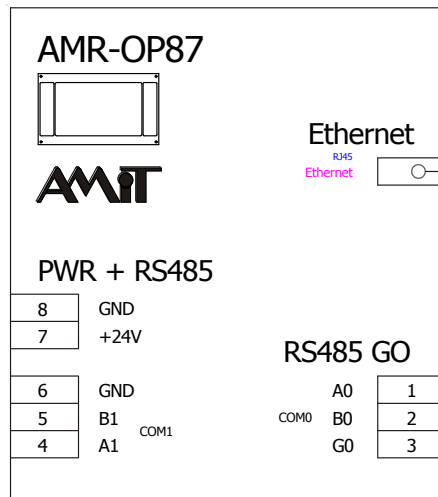 AMR-OP87
AMiT
Ethernet
RJ45
Ethernet
PWR + RS485
8 GND
7 +24V
RS485 GO
6 GND
5 B1
COM1
4 A1
A0 1
COM0 B0 2
G0 3